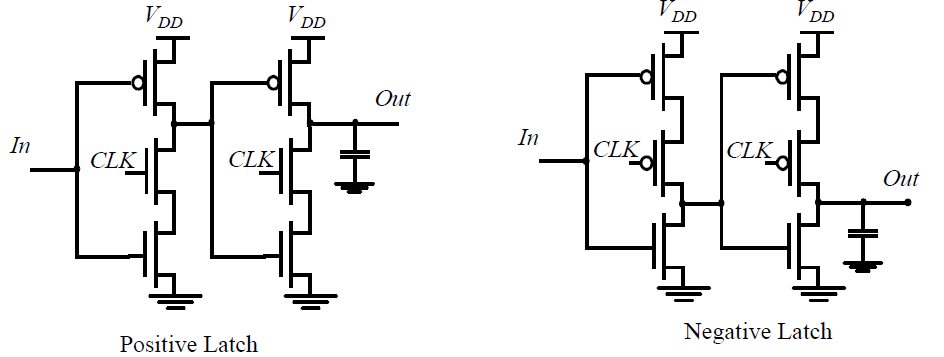 V_DD
V_DD
In
CLK
CLK
Out
Positive Latch
V_DD
V_DD
In
CLK
CLK
Out
Negative Latch